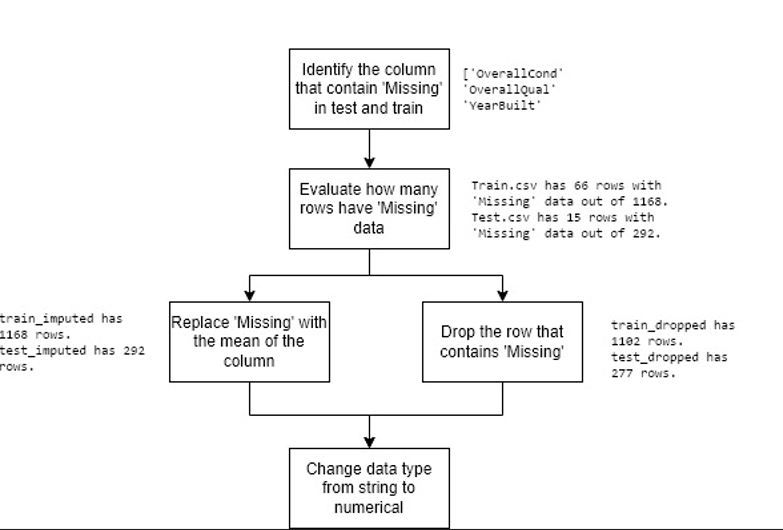 Identify the column
that contain 'Missing'
in test and train
['OverallCond'
'OverallQual'
'YearBuilt'
Evaluate how many
rows have 'Missing'
data
Train.csv has 66 rows with
'Missing' data out of 1168.
Test.csv has 15 rows with
'Missing' data out of 292.
train_imputed has
1168 rows.
test_imputed has 292
rows.
Replace 'Missing' with
the mean of the
column
Drop the row that
contains 'Missing'
train_dropped has
1102 rows.
test_dropped has
277 rows.
Change data type
from string to
numerical